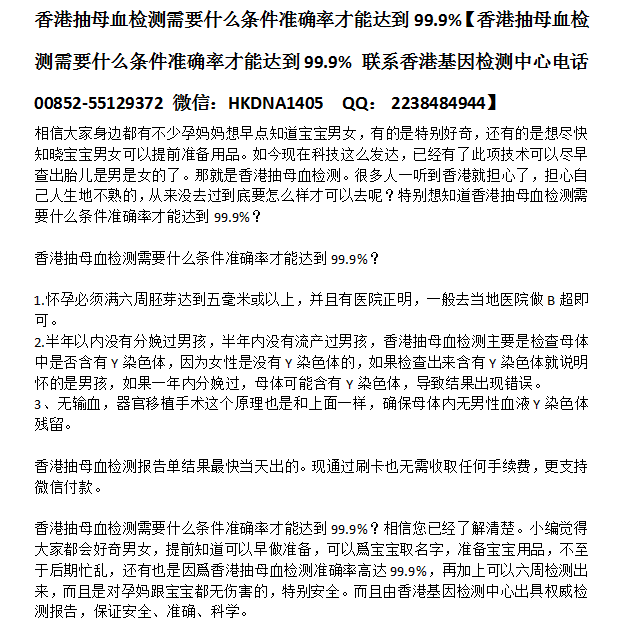 香港抽母血检测需要什么条件准确率才能达到 99.9%【香港抽母血检
测需要什么条件准确率才能达到 99.9% 联系香港基因检测中心电话
00852-55129372 微信：HKDNA1405 QQ： 2238484944】
相信大家身边都有不少孕妈妈想早点知道宝宝男女，有的是特别好奇，还有的是想尽快
知晓宝宝男女可以提前准备用品。如今现在科技这么发达，已经有了此项技术可以尽早
查出胎儿是男是女的了。那就是香港抽母血检测。很多人一听到香港就担心了，担心自
己人生地不熟的，从来没去过到底要怎么样才可以去呢？特别想知道香港抽母血检测需
要什么条件准确率才能达到 99.9%？
香港抽母血检测需要什么条件准确率才能达到 99.9%？
1.怀孕必须满六周胚芽达到五毫米或以上，并且有医院正明，一般去当地医院做 B 超即
可。
2.半年以内没有分娩过男孩，半年内没有流产过男孩，香港抽母血检测主要是检查母体
中是否含有 Y 染色体，因为女性是没有 Y 染色体的，如果检查出来含有 Y 染色体就说明
怀的是男孩，如果一年内分娩过，母体可能含有 Y 染色体，导致结果出现错误。
3、无输血，器官移植手术这个原理也是和上面一样，确保母体内无男性血液 Y 染色体
残留。
香港抽母血检测报告单结果最快当天出的。现通过刷卡也无需收取任何手续费，更支持
微信付款。
香港抽母血检测需要什么条件准确率才能达到 99.9%？相信您已经了解清楚。小编觉得
大家都会好奇男女，提前知道可以早做准备，可以爲宝宝取名字，准备宝宝用品，不至
于后期忙乱，还有也是因爲香港抽母血检测准确率高达 99.9%，再加上可以六周检测出
来，而且是对孕妈跟宝宝都无伤害的，特别安全。而且由香港基因检测中心出具权威检
测报告，保证安全、准确、科学。